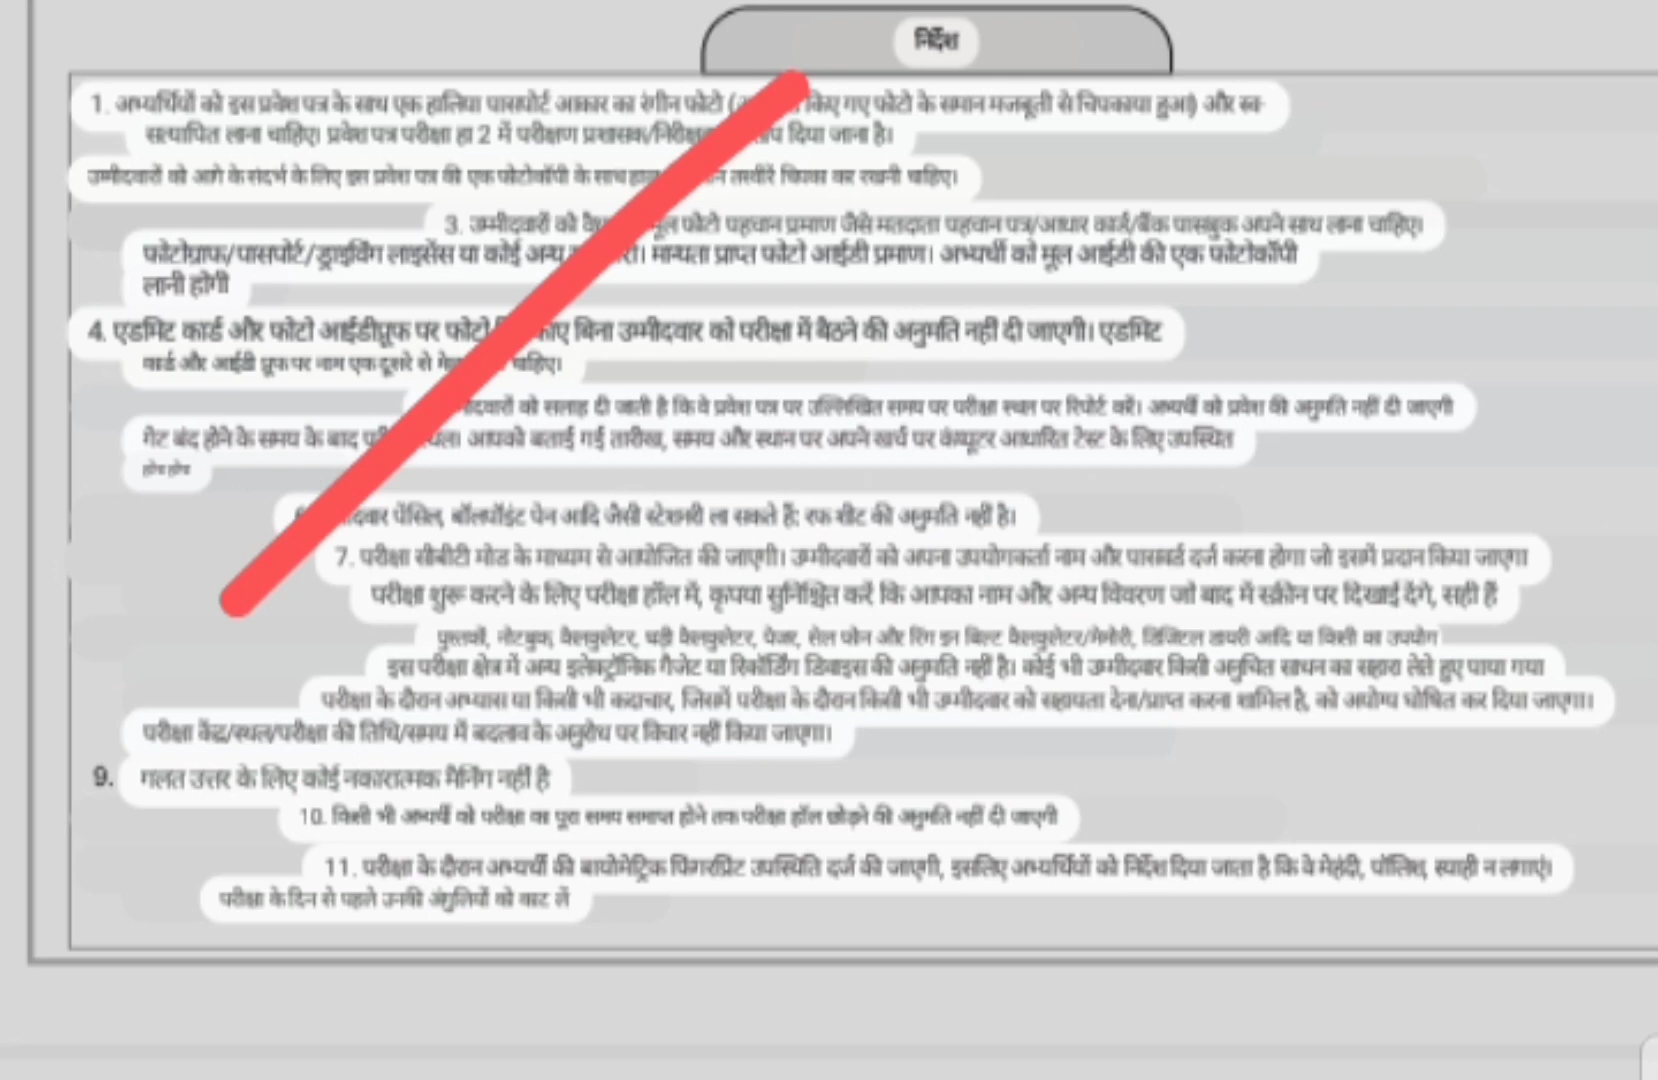 निर्देश
1. अभ्यर्थियों को इस प्रवेश पत्र के साथ एक हालिया पासपोर्ट आकार का रंगीन फोटो ( किए गए फोटो के समान मजबूती से चिपकाया हुआ) और स्व-
सत्यापित लाना चाहिए। प्रवेश पत्र परीक्षा हा 2 में परीक्षण प्रशासक/ दिया जाना है।
उम्मीदवारों को आगे के संदर्भ के लिए इस प्रवेश पत्र की एक फोटोकॉपी के साथ तस्वीरें चिपका कर रखनी चाहिए।
3. उम्मीदवारों को मूल फोटो पहचान प्रमाण जैसे मतदाता पहचान पत्र/आधार कार्ड/बैंक पासबुक अपने साथ लाना चाहिए।
फोटोग्राफ/पासपोर्ट/ड्राइविंग लाइसेंस या कोई अन्य मान्यता प्राप्त फोटो आईडी प्रमाण। अभ्यर्थी को मूल आईडी की एक फोटोकॉपी
लानी होगी
4. एडमिट कार्ड और फोटो आईडीप्रूफ पर फोटो बिना उम्मीदवार को परीक्षा में बैठने की अनुमति नहीं दी जाएगी। एडमिट
कार्ड और आईडी प्रूफ पर नाम एक दूसरे से चाहिए।
को सलाह दी जाती है कि वे प्रवेश पत्र पर उल्लिखित समय पर परीक्षा स्थल पर रिपोर्ट करें। अभ्यर्थी को प्रवेश की अनुमति नहीं दी जाएगी
गेट बंद होने के समय के बाद आपको बताई गई तारीख, समय और स्थान पर अपने खर्च पर कंप्यूटर आधारित टेस्ट के लिए उपस्थित
पेंसिल, बॉलपॉइंट पेन आदि जैसी स्टेशनरी ला सकते हैं; रफ शीट की अनुमति नहीं है।
7. परीक्षा सीबीटी मोड के माध्यम से आयोजित की जाएगी। उम्मीदवारों को अपना उपयोगकर्ता नाम और पासवर्ड दर्ज करना होगा जो इसमें प्रदान किया जाएगा
परीक्षा शुरू करने के लिए परीक्षा हॉल में, कृपया सुनिश्चित करें कि आपका नाम और अन्य विवरण जो बाद में स्क्रीन पर दिखाई देंगे, सही हैं
पुस्तकों, नोटबुक, कैलकुलेटर, घड़ी कैलकुलेटर, पेजर, सेल फोन और रिंग इन बिल्ट कैलकुलेटर/मेमोरी, डिजिटल डायरी आदि या किसी का उपयोग
इस परीक्षा क्षेत्र में अन्य इलेक्ट्रॉनिक गैजेट या रिकॉर्डिंग डिवाइस की अनुमति नहीं है। कोई भी उम्मीदवार किसी अनुचित साधन का सहारा लेते हुए पाया गया
परीक्षा के दौरान अभ्यास या किसी भी कदाचार, जिसमें परीक्षा के दौरान किसी भी उम्मीदवार को सहायता देना/प्राप्त करना शामिल है, को अयोग्य घोषित कर दिया जाएगा।
परीक्षा केंद्र/स्थल/परीक्षा की तिथि/समय में बदलाव के अनुरोध पर विचार नहीं किया जाएगा।
9. गलत उत्तर के लिए कोई नकारात्मक मैनिंग नहीं है
10. किसी भी अभ्यर्थी को परीक्षा का पूरा समय समाप्त होने तक परीक्षा हॉल छोड़ने की अनुमति नहीं दी जाएगी
11. परीक्षा के दौरान अभ्यर्थी की बायोमेट्रिक फिंगरप्रिंट उपस्थिति दर्ज की जाएगी, इसलिए अभ्यर्थियों को निर्देश दिया जाता है कि वे मेहंदी, पॉलिश, स्याही न लगाएं।
परीक्षा के दिन से पहले उनकी अंगुलियों को काट लें